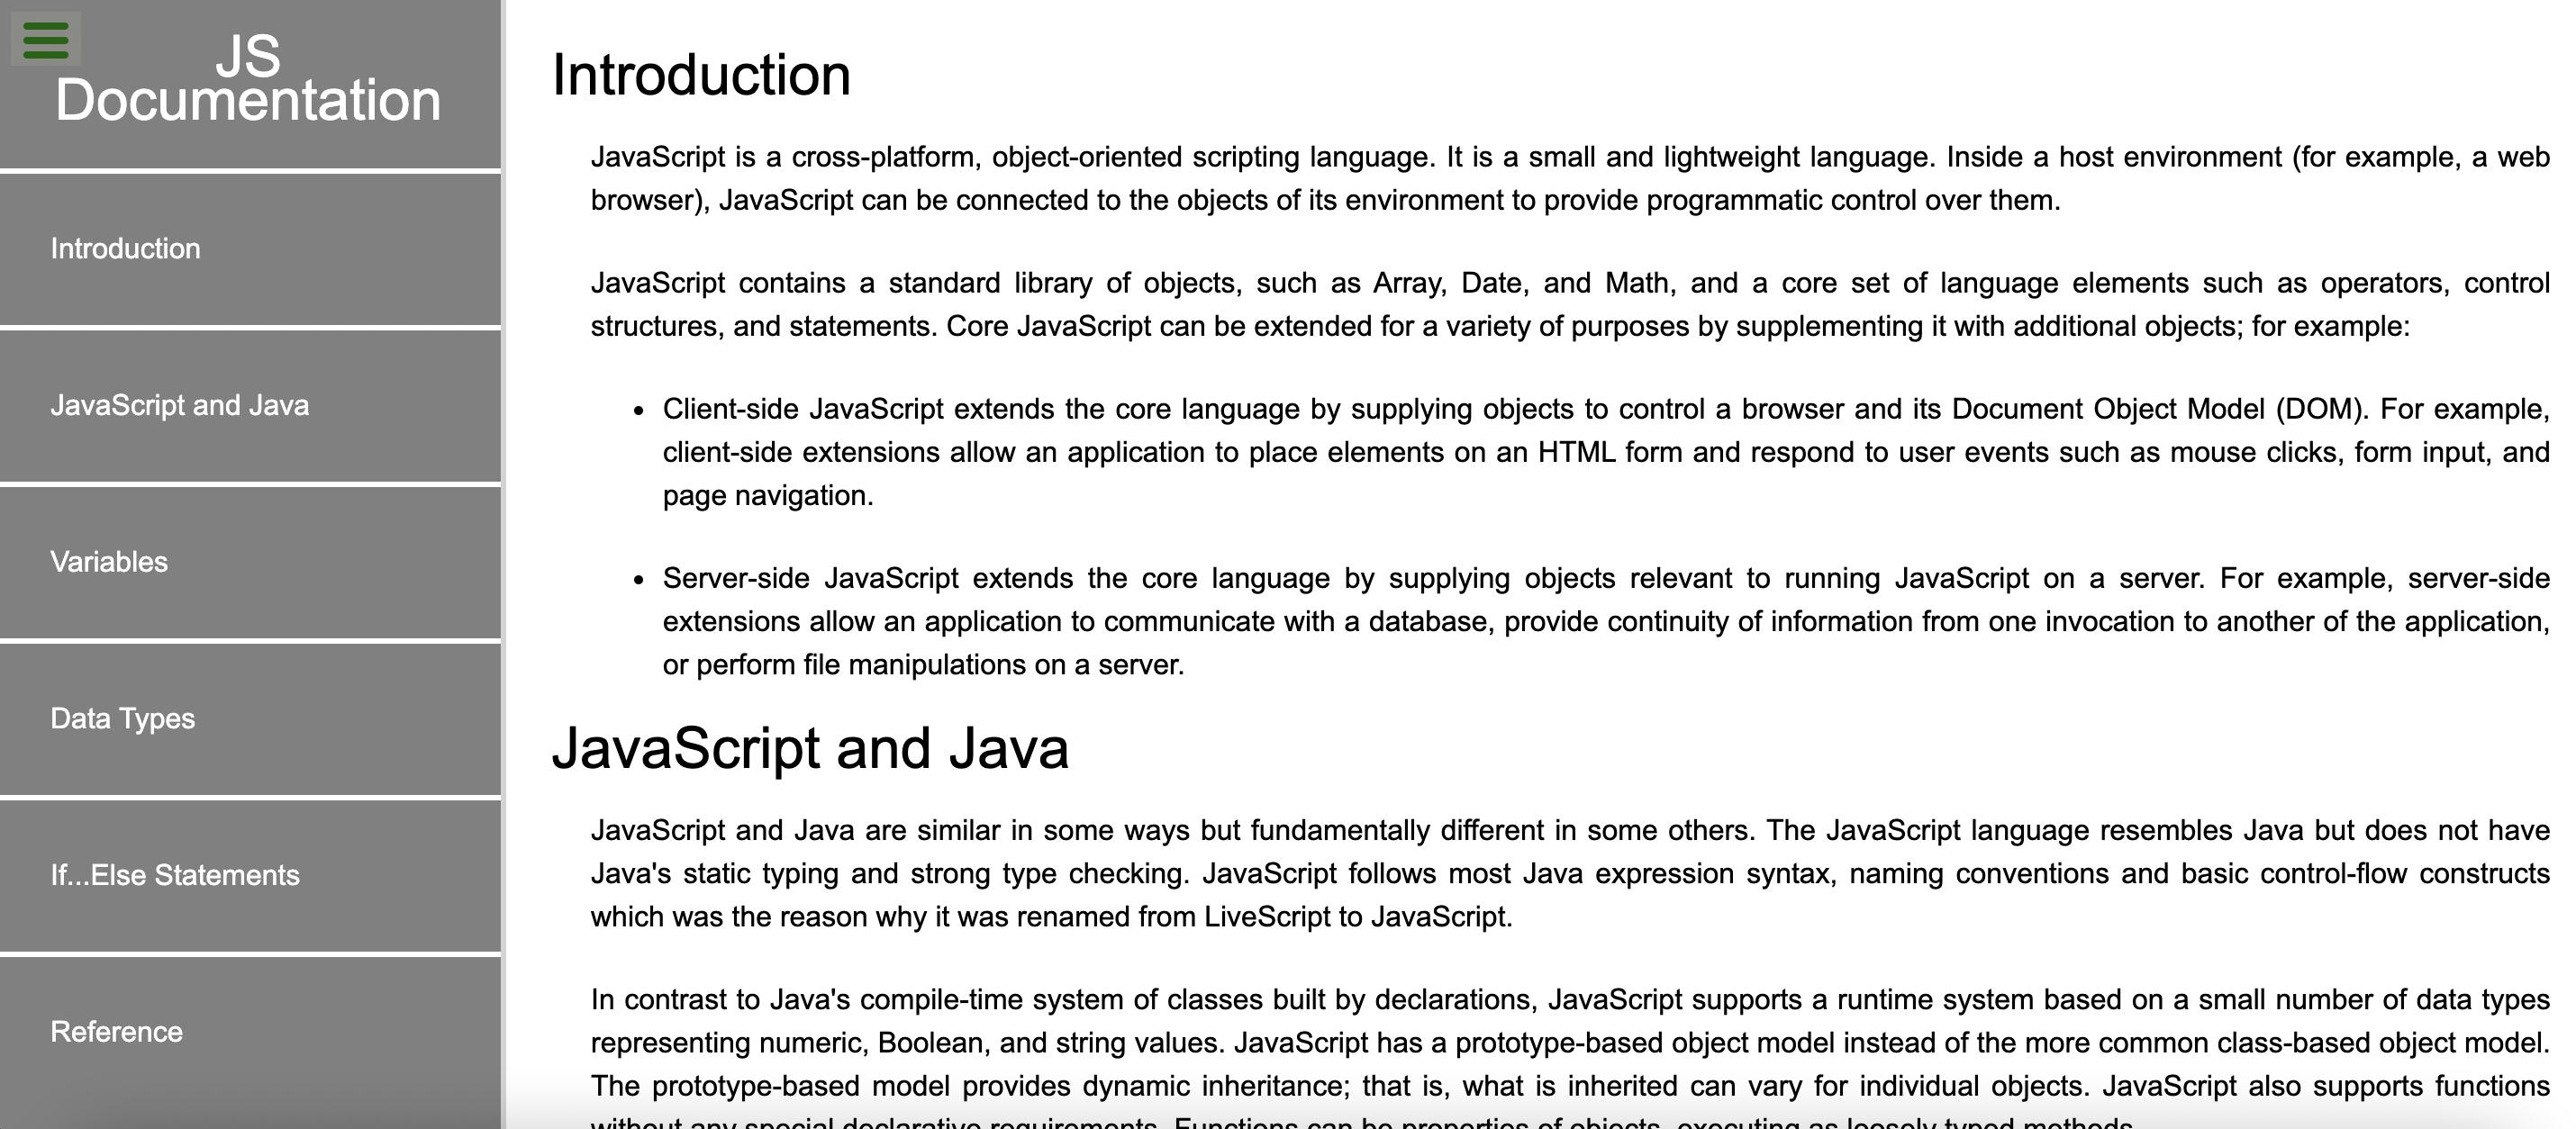 JS
Documentation
Introduction
JavaScript and Java
Variables
Data Types
If...Else Statements
Reference
Introduction
JavaScript is a cross-platform, object-oriented scripting language. It is a small and lightweight language. Inside a host environment (for example, a web
browser), JavaScript can be connected to the objects of its environment to provide programmatic control over them.
JavaScript contains a standard library of objects, such as Array, Date, and Math, and a core set of language elements such as operators, control
structures, and statements. Core JavaScript can be extended for a variety of purposes by supplementing it with additional objects; for example:
• Client-side JavaScript extends the core language by supplying objects to control a browser and its Document Object Model (DOM). For example,
client-side extensions allow an application to place elements on an HTML form and respond to user events such as mouse clicks, form input, and
page navigation.
• Server-side JavaScript extends the core language by supplying objects relevant to running JavaScript on a server. For example, server-side
extensions allow an application to communicate with a database, provide continuity of information from one invocation to another of the application,
or perform file manipulations on a server.
JavaScript and Java
JavaScript and Java are similar in some ways but fundamentally different in some others. The JavaScript language resembles Java but does not have
Java's static typing and strong type checking. JavaScript follows most Java expression syntax, naming conventions and basic control-flow constructs
which was the reason why it was renamed from LiveScript to JavaScript.
In contrast to Java's compile-time system of classes built by declarations, JavaScript supports a runtime system based on a small number of data types
representing numeric, Boolean, and string values. JavaScript has a prototype-based object model instead of the more common class-based object model.
The prototype-based model provides dynamic inheritance; that is, what is inherited can vary for individual objects. JavaScript also supports functions
without any special declarative requirements. Functions can be properties of objects, executing as loosely typed methods.